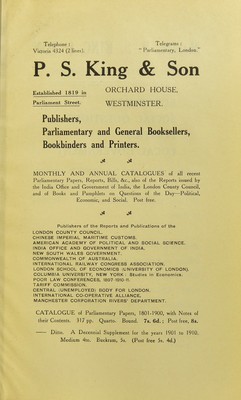 Telephone :
Victoria 4524 (2 lines).
Telegrams :
" Parliamentary, London."
P. S. King & Son
Established 1819 in
Parliament Street.
ORCHARD HOUSE,
WESTMINSTER.
Publishers,
Parliamentary and General Booksellers,
Bookbinders and Printers.
MONTHLY AND ANNUAL CATALOGUES of all recent
Parliamentary Papers, Reports, Bills, &c., also of the Reports issued by
the India Office and Government of India, the London County Council,
and of Books and Pamphlets on Questions of the Day—Political,
Economic, and Social. Post free.
Publishers of the Reports and Publications of the
LONDON COUNTY COUNCIL.
CHINESE IMPERIAL MARITIME CUSTOMS.
AMERICAN ACADEMY OF POLITICAL AND SOCIAL SCIENCE.
INDIA OFFICE AND GOVERNMENT OF INDIA.
NEW SOUTH WALES GOVERNMENT.
COMMONWEALTH OF AUSTRALIA.
INTERNATIONAL RAILWAY CONGRESS ASSOCIATION.
LONDON SCHOOL OF ECONOMICS (UNIVERSITY OF LONDON).
COLUMBIA UNIVERSITY, NEW YORK : Studies in Economics.
POOR LAW CONFERENCES, 1897-1910-11.
TARIFF COMMISSION.
CENTRAL (UNEMPLOYED) BODY FOR LONDON.
INTERNATIONAL CO-OPERATIVE ALLIANCE.
MANCHESTER CORPORATION RIVERS' DEPARTMENT.
CATALOGUE of Parliamentary Papers, 1801-1900, with Notes of
their Contents. 317 pp. Quarto. Bound. 7s. 6d.; Post free, 8s.
— Ditto. A Decennial Supplement for the years 1901 to 1910.
Medium 4to. Buckram, 5s. (Post free 5s. 4d.)